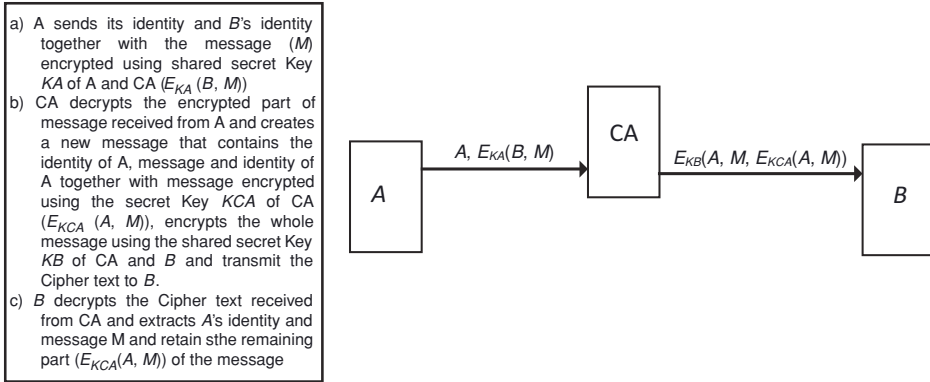 a) A sends its identity and B's identity
together with the message (M)
encrypted using shared secret Key
KA of A and CA (EKA (B, M))
b) CA decrypts the encrypted part of
message received from A and creates
a new message that contains the
identity of A, message and identity of
A together with message encrypted
using the secret Key KCA of CA
(EKCA (A, M)), encrypts the whole
message using the shared secret Key
KB of CA and B and transmit the
Cipher text to B.
c) B decrypts the Cipher text received
from CA and extracts A's identity and
message M and retain sthe remaining
part (EKCA(A, M)) of the message
A
A, EKA(B, M)
CA
EKB(A, M, EKCA(A, M))
B